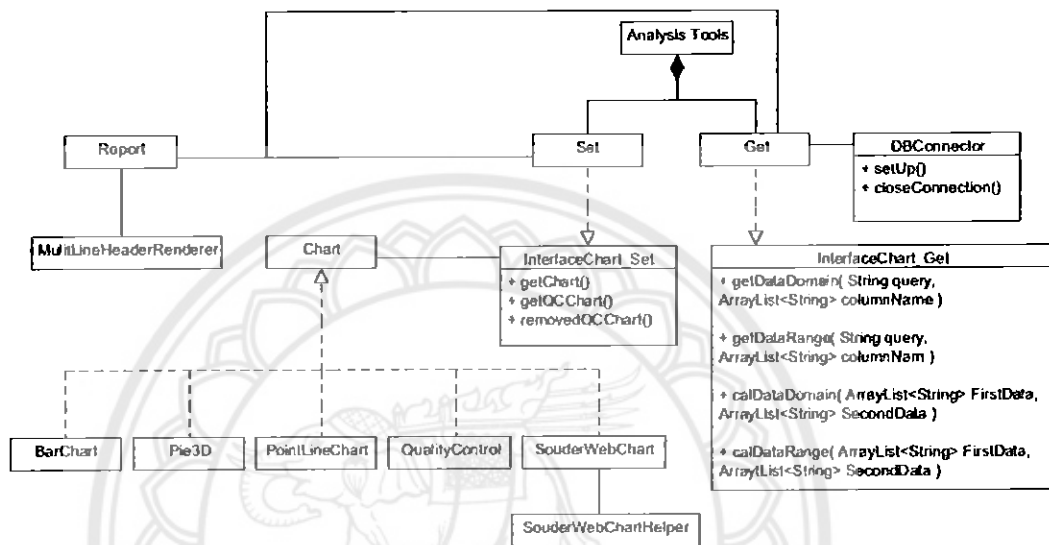 Analysis Tools
Report
Set
Get
DBConnector
+ setUp()
+ closeConnection()
MulitLineHeaderRenderer
Chart
InterfaceChart_Set
+ getChart()
+ getQCChart()
+ removedQCChart()
InterfaceChart_Get
+ getDataDomain( String query,
ArrayList<String> columnName )
+ getDataRange( String query,
ArrayList<String> columnNam )
+ calDataDomain( ArrayList<String> FirstData,
ArrayList<String> SecondData )
+ calDataRange( ArrayList<String> FirstData,
ArraytList<String> SecondData )
BarChart
Pie3D
PointLineChart
QualityControl
SouderWebChart
SouderWebChartHelper